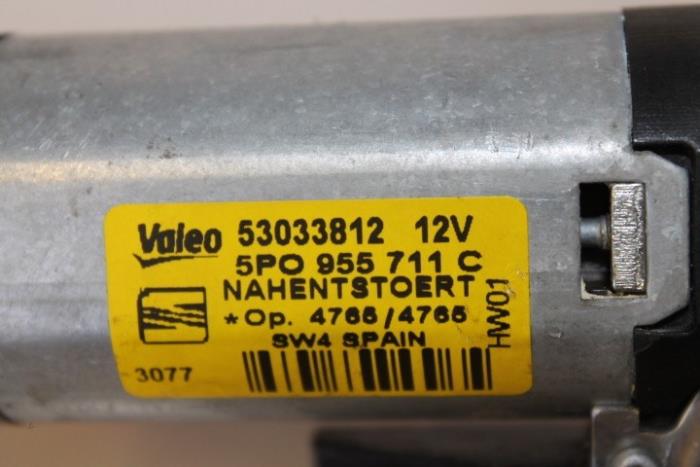 Valeo 53033812 12V
5PO 955 711 C
NAHENTSTOERT
*Op. 4765/4765
SW4 SPAIN
3077
HW01